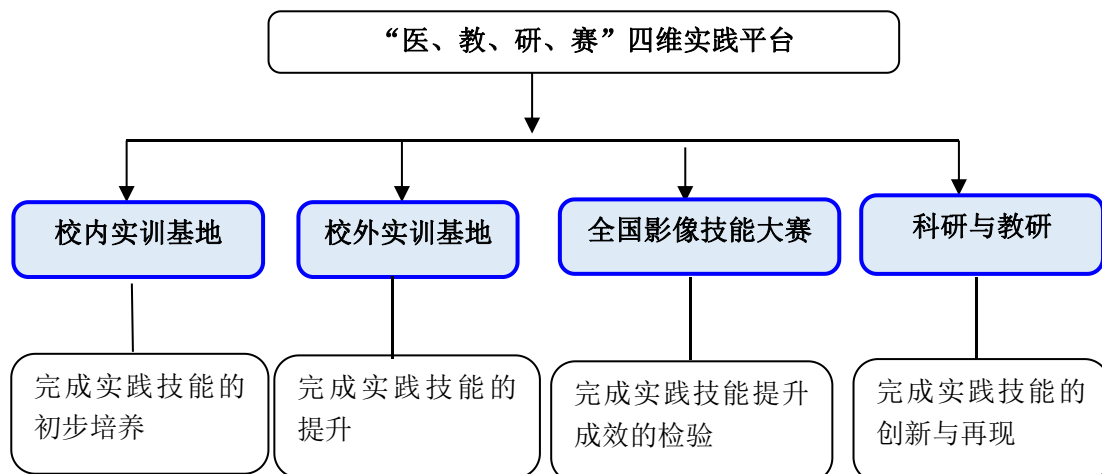 “医、教、研、赛”四维实践平台
校内实训基地
校外实训基地
全国影像技能大赛
科研与教研
完成实践技能的
初步培养
完成实践技能的
提升
完成实践技能提升
成效的检验
完成实践技能的
创新与再现